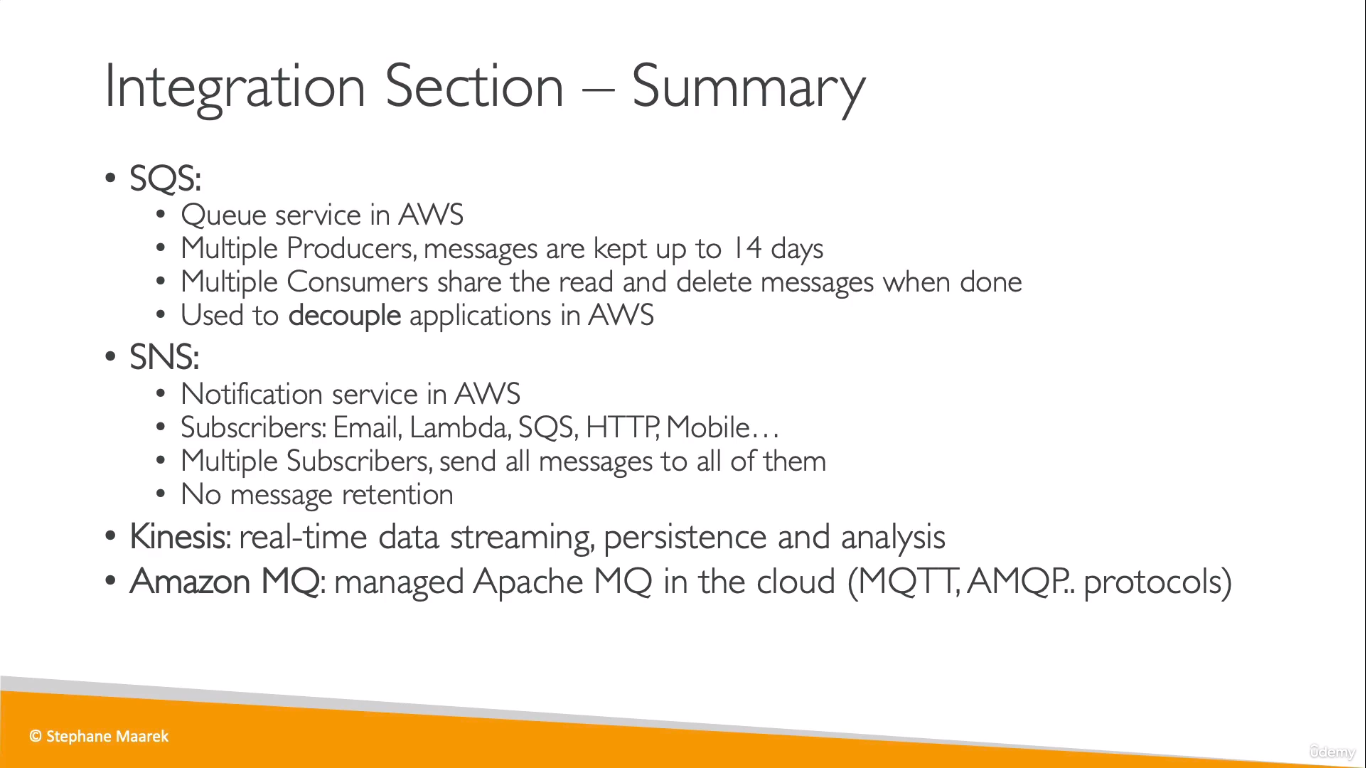 Integration Section – Summary
• SQS:
• Queue service in AWS
• Multiple Producers, messages are kept up to 14 days
• Multiple Consumers share the read and delete messages when done
• Used to decouple applications in AWS
• SNS:
• Notification service in AWS
• Subscribers: Email, Lambda, SQS, HTTP, Mobile…
• Multiple Subscribers, send all messages to all of them
• No message retention
• Kinesis: real-time data streaming, persistence and analysis
• Amazon MQ: managed Apache MQ in the cloud (MQTT, AMQP.. protocols)
© Stephane Maarek
ûdemy